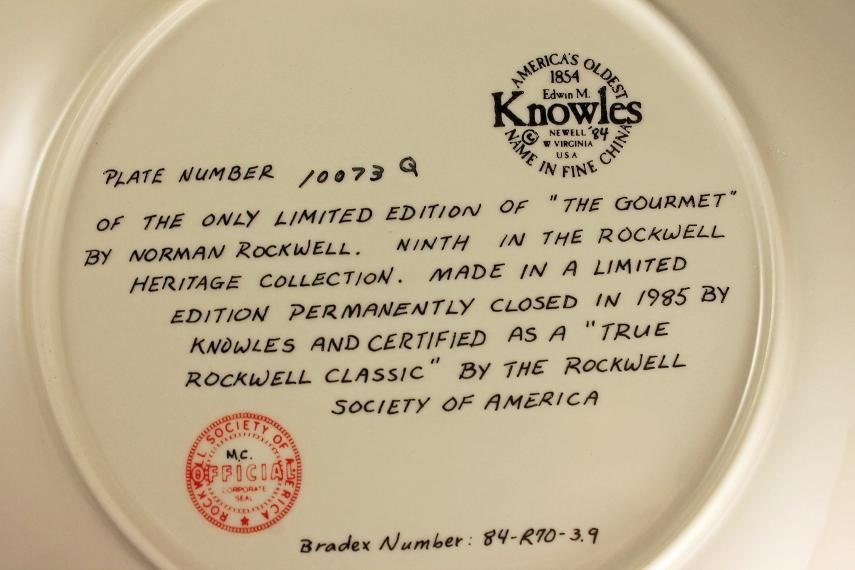 AMERICA'S OLDEST
1854
Edwin M.
Knowles
© NEWELL '84
W VIRGINIA
USA
NAME IN FINE CHINA
PLATE NUMBER 10073 Q
OF THE ONLY LIMITED EDITION OF "THE GOURMET"
BY NORMAN ROCKWELL. NINTH IN THE ROCKWELL
HERITAGE COLLECTION. MADE IN A LIMITED
EDITION PERMANENTLY CLOSED IN 1985 BY
KNOWLES AND CERTIFIED AS A "TRUE
ROCKWELL CLASSIC" BY THE ROCKWELL
SOCIETY OF AMERICA
ROCKWELL SOCIETY OF AMERICA
M.C.
OFFICIAL
CORPORATE
SEAL
Bradex Number: 84-R70-3.9